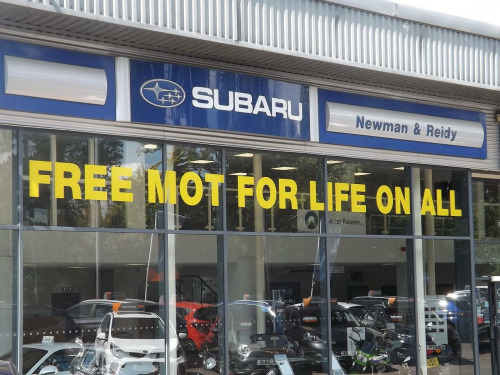 SUBARU
Newman & Reidy
FREE MOT FOR LIFE ON ALL